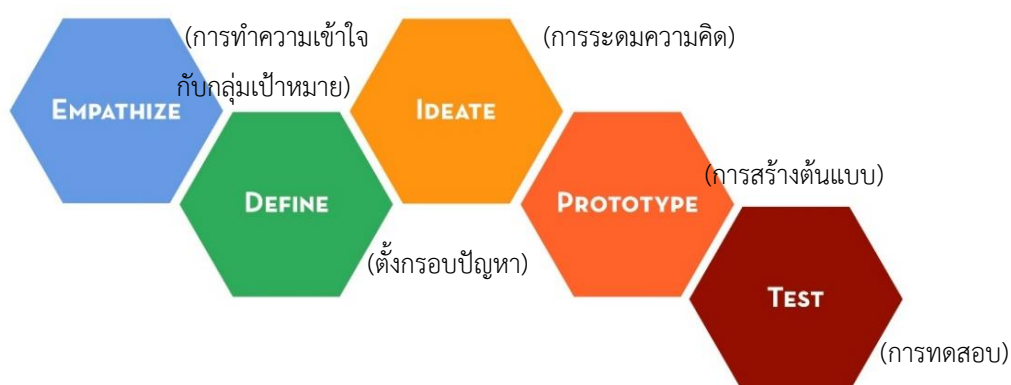 EMPATHIZE
(การทำความเข้าใจ
กับกลุ่มเป้าหมาย)
DEFINE
(ตั้งกรอบปัญหา)
IDEATE
(การระดมความคิด)
PROTOTYPE
(การสร้างต้นแบบ)
TEST
(การทดสอบ)